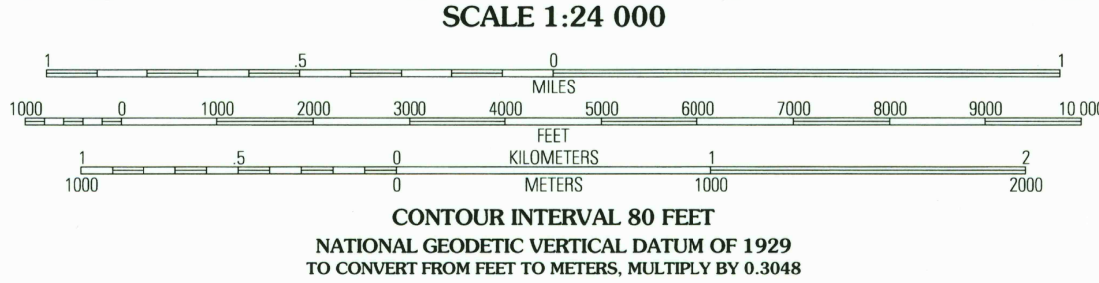 SCALE 1:24 000
1 .5 0 1
MILES
1000 0 1000 2000 3000 4000 5000 6000 7000 8000 9000 10 000
FEET
1 .5 0 KILOMETERS 1 2
1000 0 METERS 1000 2000
CONTOUR INTERVAL 80 FEET
NATIONAL GEODETIC VERTICAL DATUM OF 1929
TO CONVERT FROM FEET TO METERS, MULTIPLY BY 0.3048